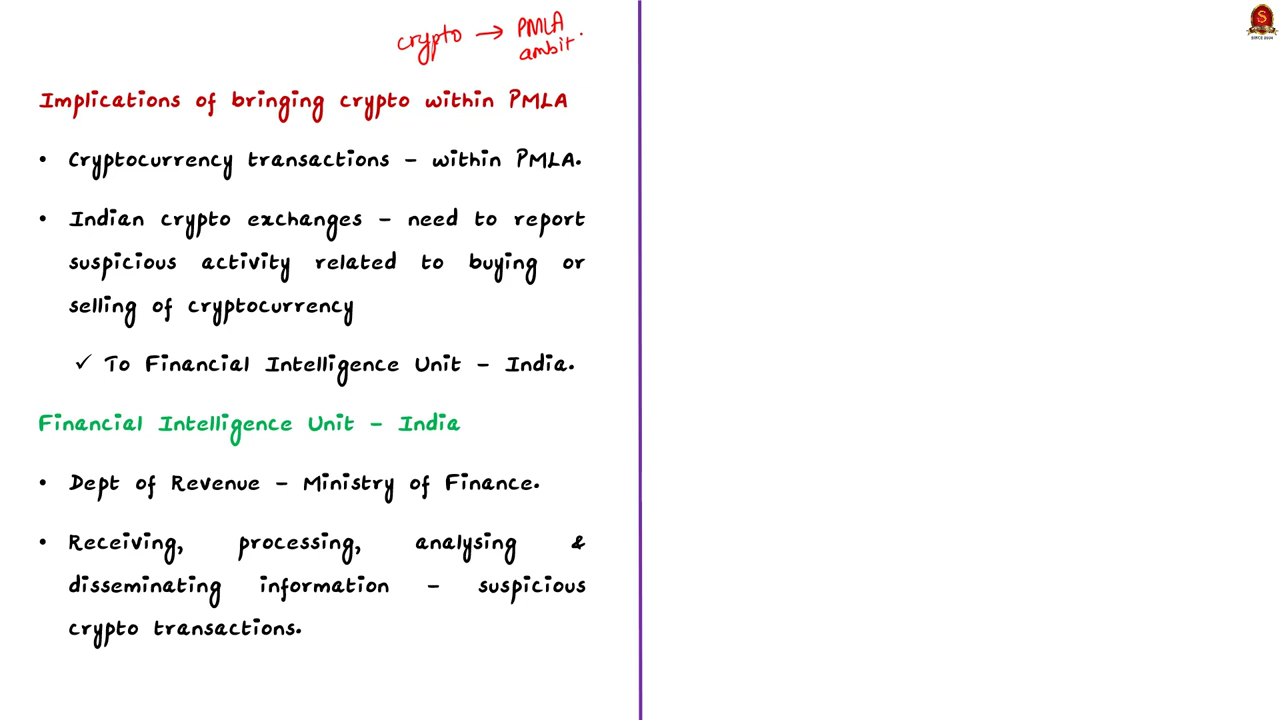 crypto → PMLA
ambit.
Implications of bringing crypto within PMLA
• Cryptocurrency transactions – within PMLA.
• Indian crypto exchanges – need to report
suspicious activity related to buying or
selling of cryptocurrency
✓ To Financial Intelligence Unit – India.
Financial Intelligence Unit – India
• Dept of Revenue – Ministry of Finance.
• Receiving, processing, analysing &
disseminating information – suspicious
crypto transactions.
S
SINCE 2004